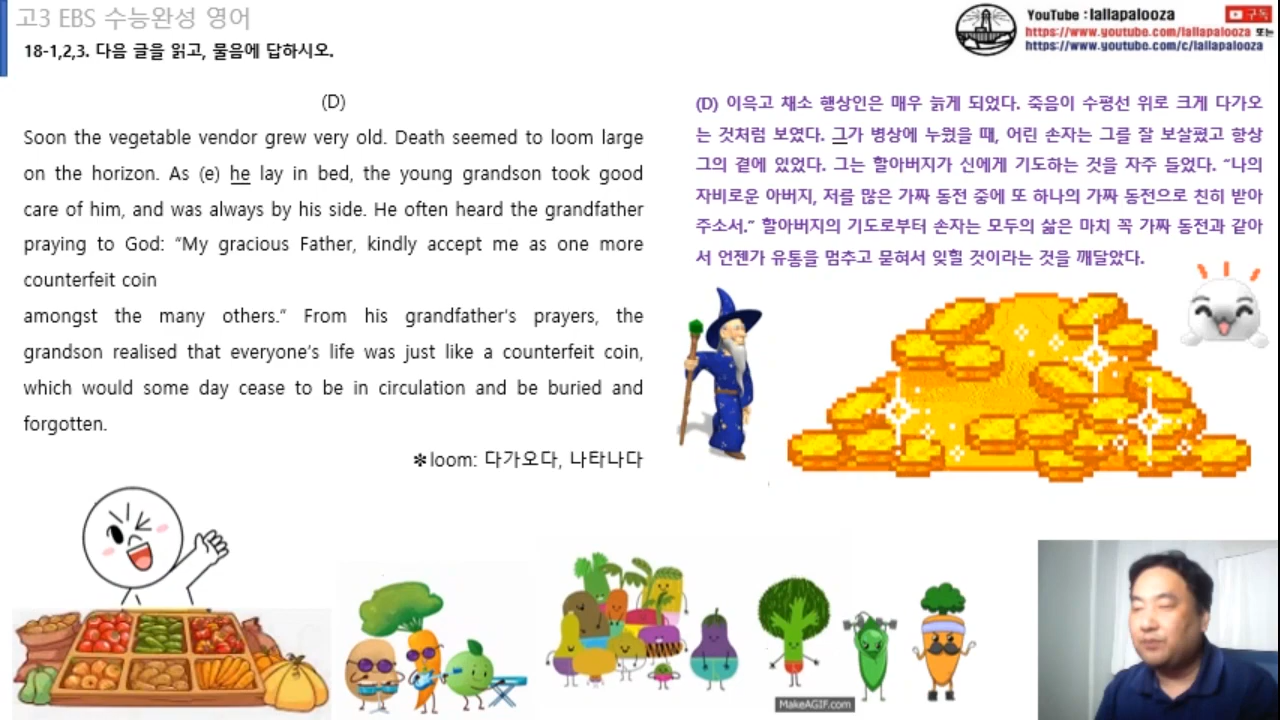 고3 EBS 수능완성 영어
18-1,2,3. 다음 글을 읽고, 물음에 답하시오.
YouTube : lallapalooza
구독
https://www.youtube.com/lallapalooza 또는
https://www.youtube.com/c/lallapalooza
(D)
Soon the vegetable vendor grew very old. Death seemed to loom large
on the horizon. As (e) he lay in bed, the young grandson took good
care of him, and was always by his side. He often heard the grandfather
praying to God: “My gracious Father, kindly accept me as one more
counterfeit coin
amongst the many others.” From his grandfather’s prayers, the
grandson realised that everyone’s life was just like a counterfeit coin,
which would some day cease to be in circulation and be buried and
forgotten.
✻loom: 다가오다, 나타나다
(D) 이윽고 채소 행상인은 매우 늙게 되었다. 죽음이 수평선 위로 크게 다가오
는 것처럼 보였다. 그가 병상에 누웠을 때, 어린 손자는 그를 잘 보살폈고 항상
그의 곁에 있었다. 그는 할아버지가 신에게 기도하는 것을 자주 들었다. “나의
자비로운 아버지, 저를 많은 가짜 동전 중에 또 하나의 가짜 동전으로 친히 받아
주소서.” 할아버지의 기도로부터 손자는 모두의 삶은 마치 꼭 가짜 동전과 같아
서 언젠가 유통을 멈추고 묻혀서 잊힐 것이라는 것을 깨달았다.
MakeAGIF.com